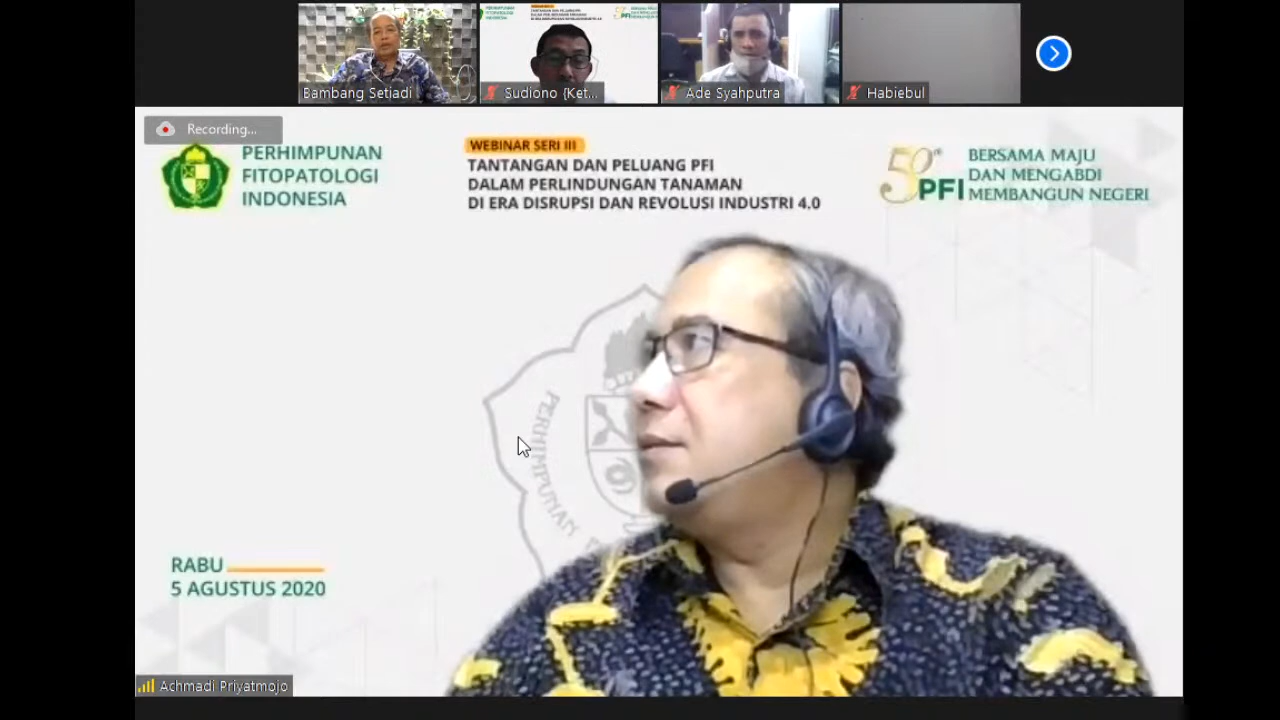 Bambang Setiadi
Sudiono (Ket...
Ade Syahputra
Habiebul
Recording...
PERHIMPUNAN
FITOPATOLOGI
INDONESIA
WEBINAR SERI III
TANTANGAN DAN PELUANG PFI
DALAM PERLINDUNGAN TANAMAN
DI ERA DISRUPSI DAN REVOLUSI INDUSTRI 4.0
50
PFI
BERSAMA MAJU
DAN MENGABDI
MEMBANGUN NEGERI
PERHIMPUNAN
RABU
5 AGUSTUS 2020
Achmadi Priyatmojo